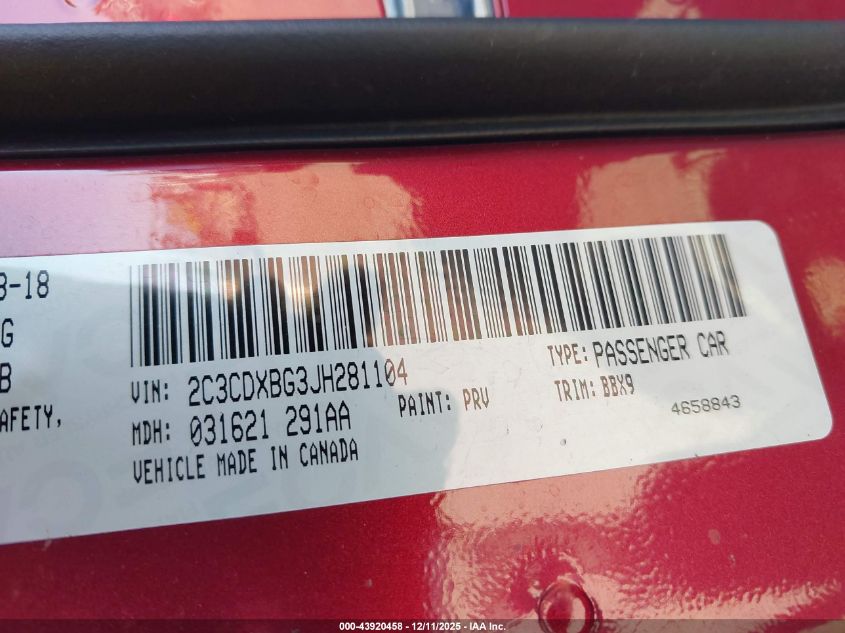 3-18
G
B
AFETY,
VIN: 2C3CDXBG3JH281104
TYPE: PASSENGER CAR
MDH: 031621 291AA
PAINT: PRV
TRIM: BBX9
4658843
VEHICLE MADE IN CANADA
000-43920458 - 12/11/2025 - IAA Inc.